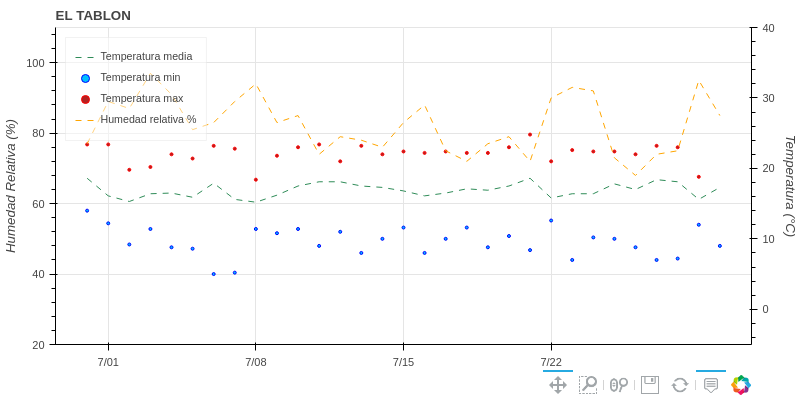 EL TABLON
Temperatura media
Temperatura min
Temperatura max
Humedad relativa %
Humedad Relativa (%)
100
80
60
40
20
40
30
20
10
0
Temperatura (°C)
7/01
7/08
7/15
7/22